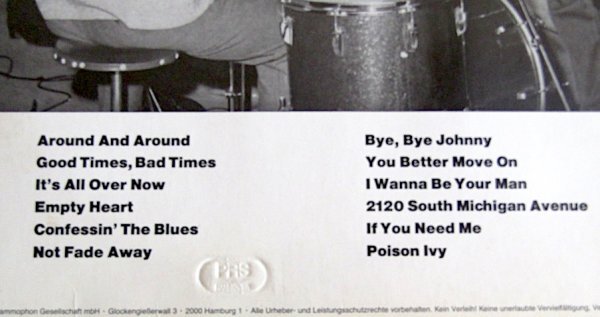 Around And Around
Good Times, Bad Times
It's All Over Now
Empty Heart
Confessin' The Blues
Not Fade Away
Bye, Bye Johnny
You Better Move On
I Wanna Be Your Man
2120 South Michigan Avenue
If You Need Me
Poison Ivy
PRS
ammophon Gesellschaft mbH · Glockengießerwall 3 · 2000 Hamburg 1 · Alle Urheber- und Leistungsschutzrechte vorbehalten. Kein Verleih! Keine unerlaubte Vervielfältigung, Ve